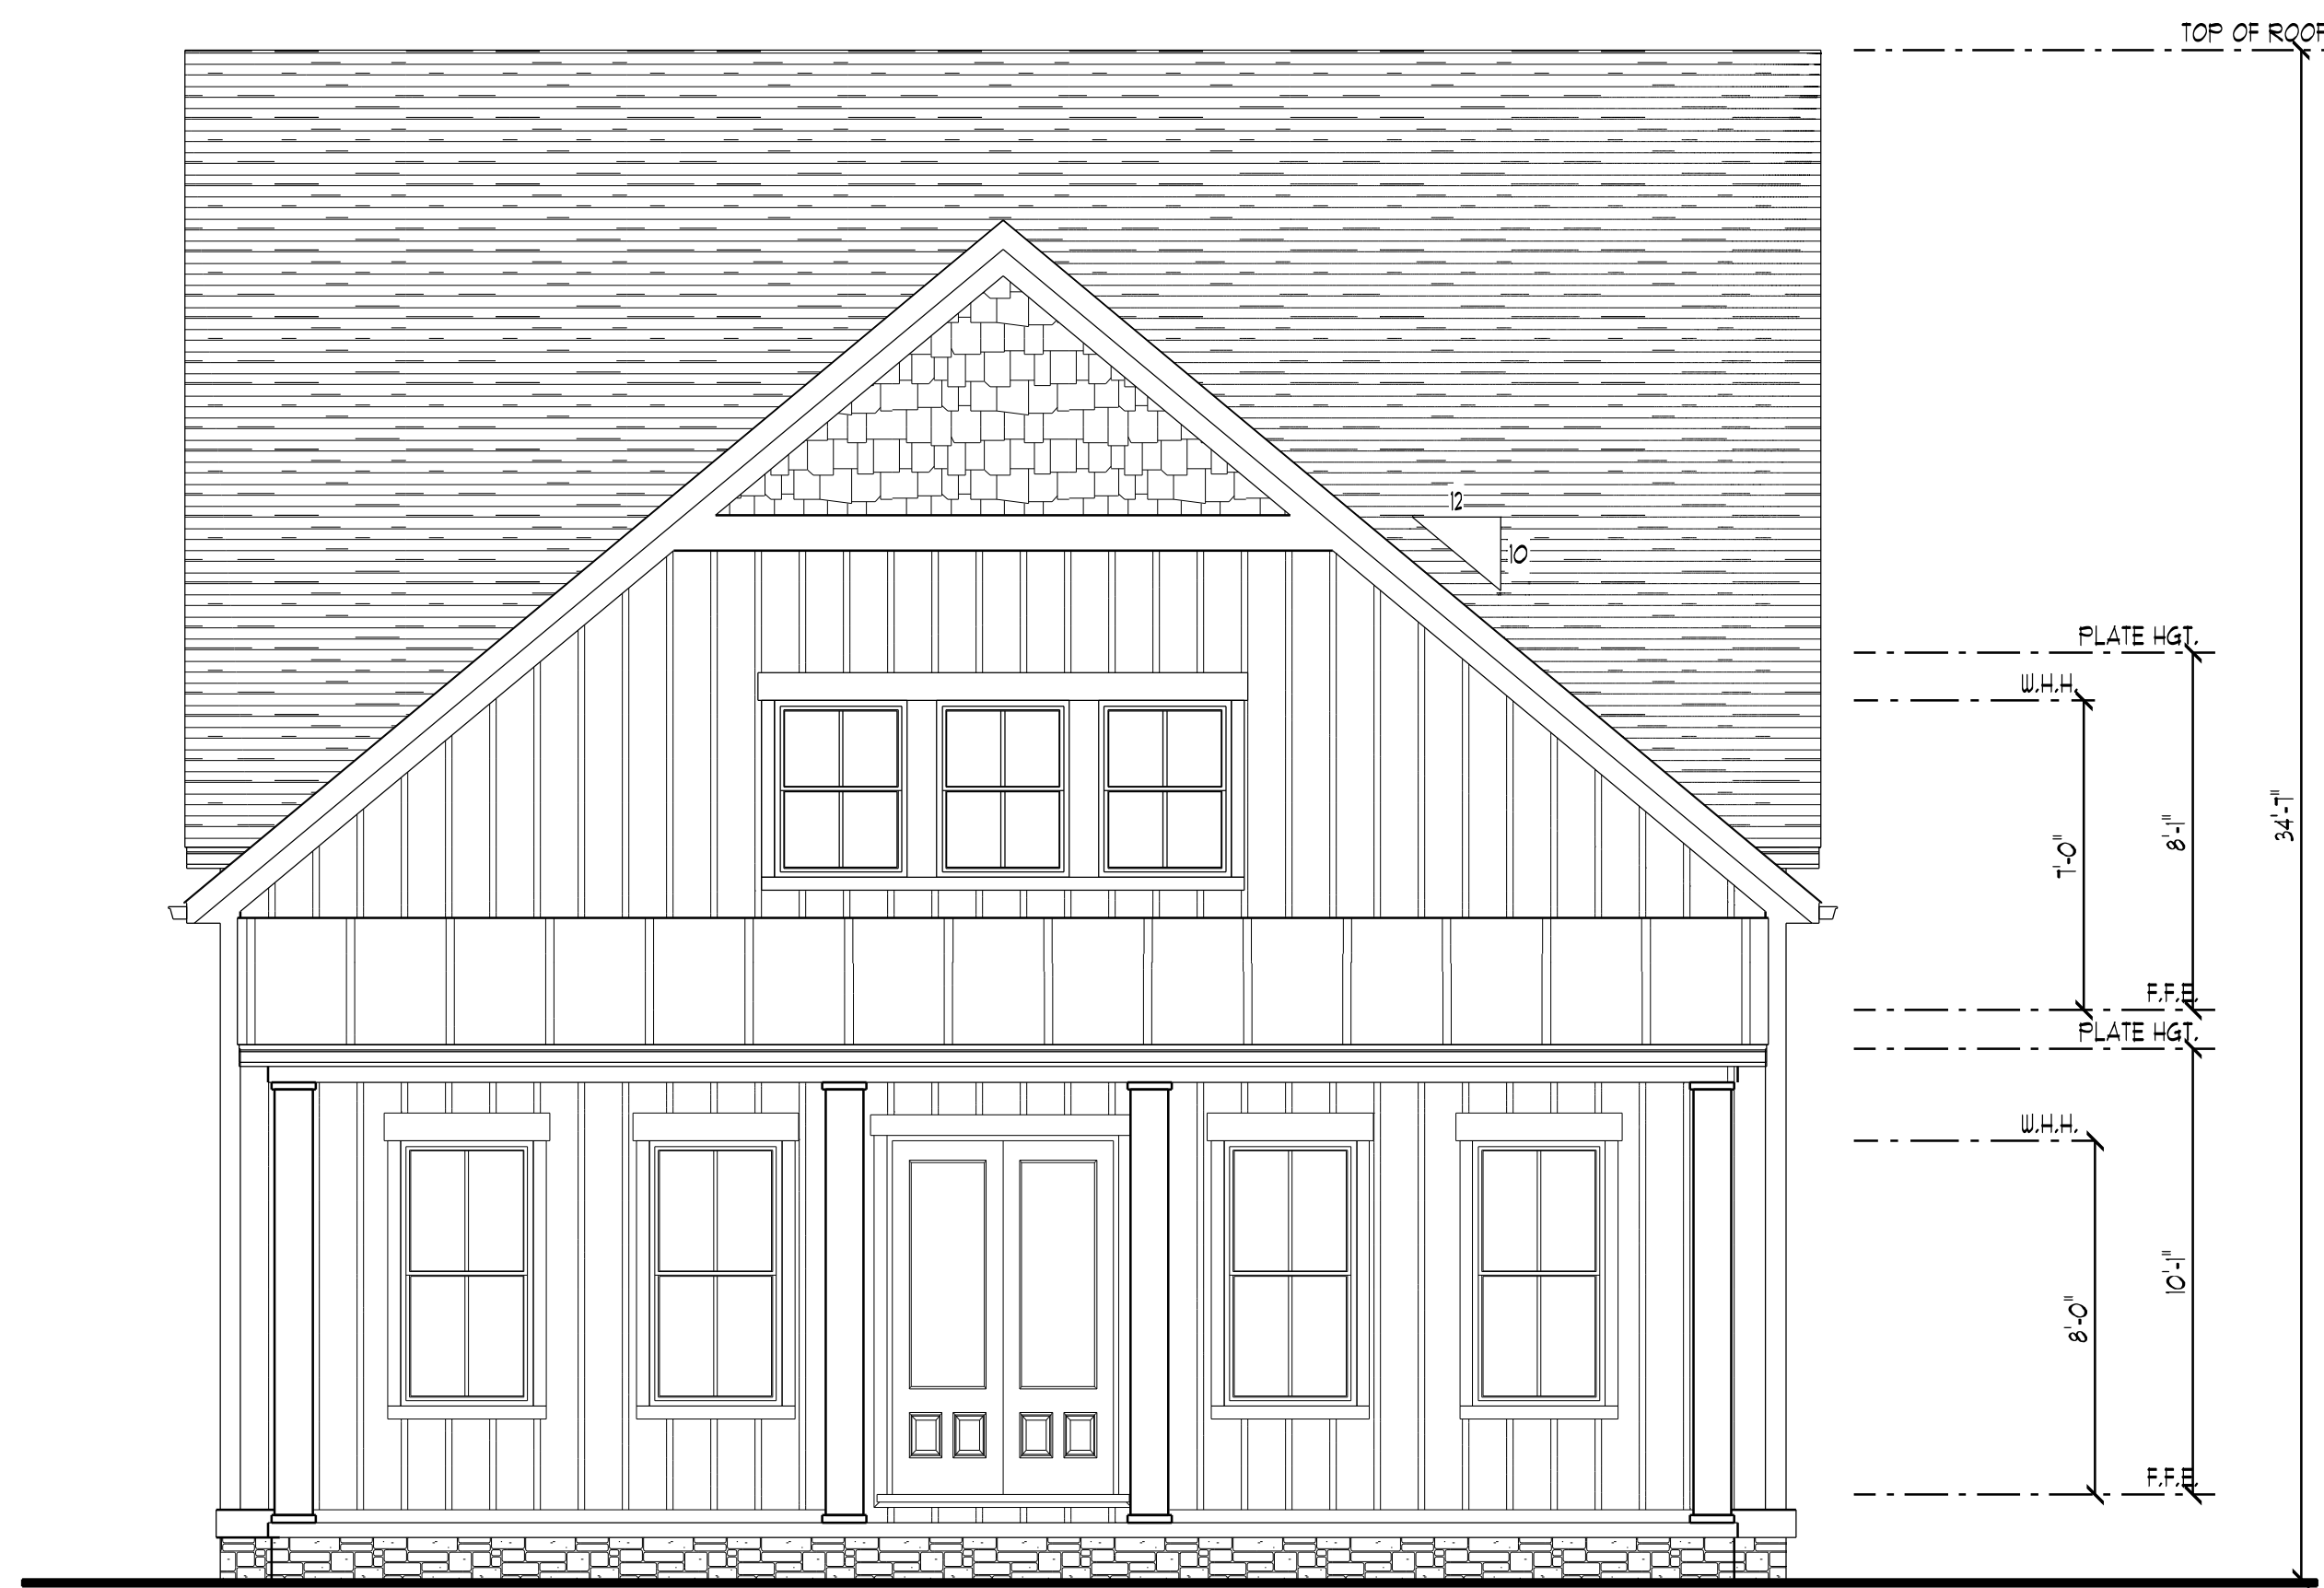 TOP OF ROOF
12
10
PLATE HGT.
W.H.H.
7'-0"
8'-1"
34'-7"
F.F.E.
PLATE HGT.
W.H.H.
8'-0"
10'-1"
F.F.E.